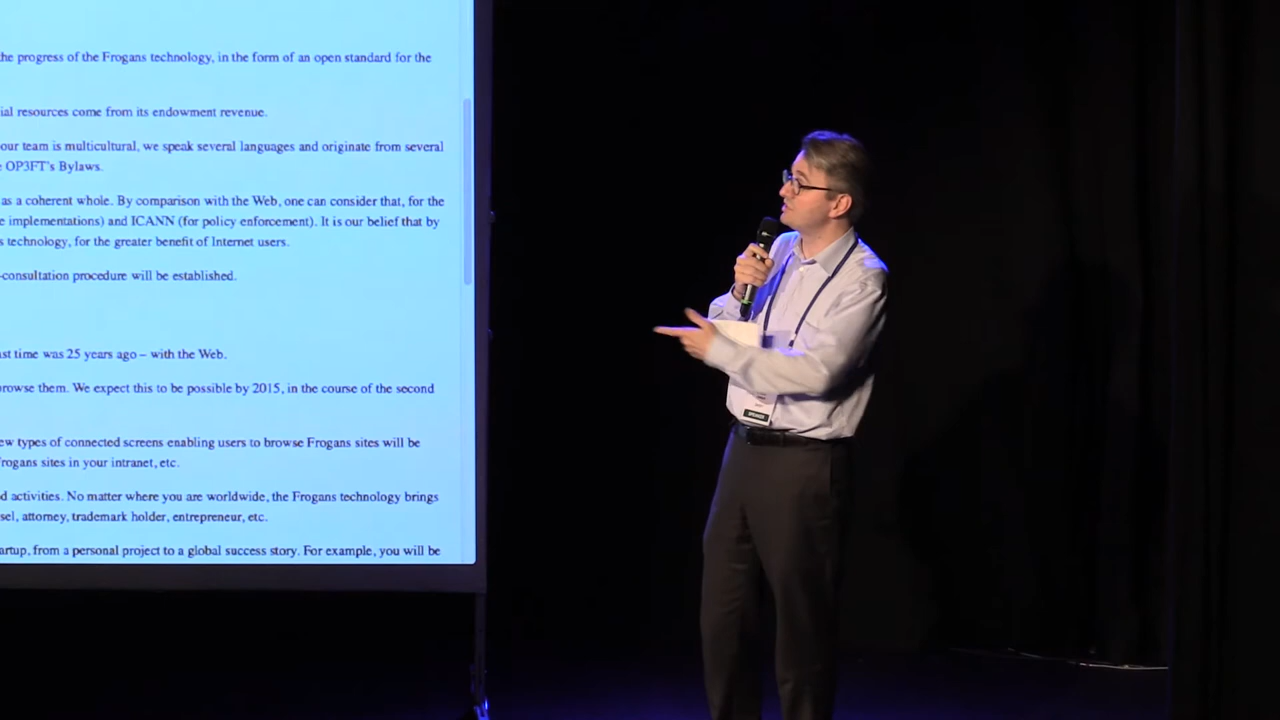 he progress of the Frogans technology, in the form of an open standard for the
ial resources come from its endowment revenue.
our team is multicultural, we speak several languages and originate from several
OP3FT's Bylaws.
as a coherent whole. By comparison with the Web, one can consider that, for the
e implementations) and ICANN (for policy enforcement). It is our belief that by
s technology, for the greater benefit of Internet users.
-consultation procedure will be established.
ast time was 25 years ago – with the Web.
rowse them. We expect this to be possible by 2015, in the course of the second
ew types of connected screens enabling users to browse Frogans sites will be
rogans sites in your intranet, etc.
d activities. No matter where you are worldwide, the Frogans technology brings
sel, attorney, trademark holder, entrepreneur, etc.
artup, from a personal project to a global success story. For example, you will be
SPEAKER